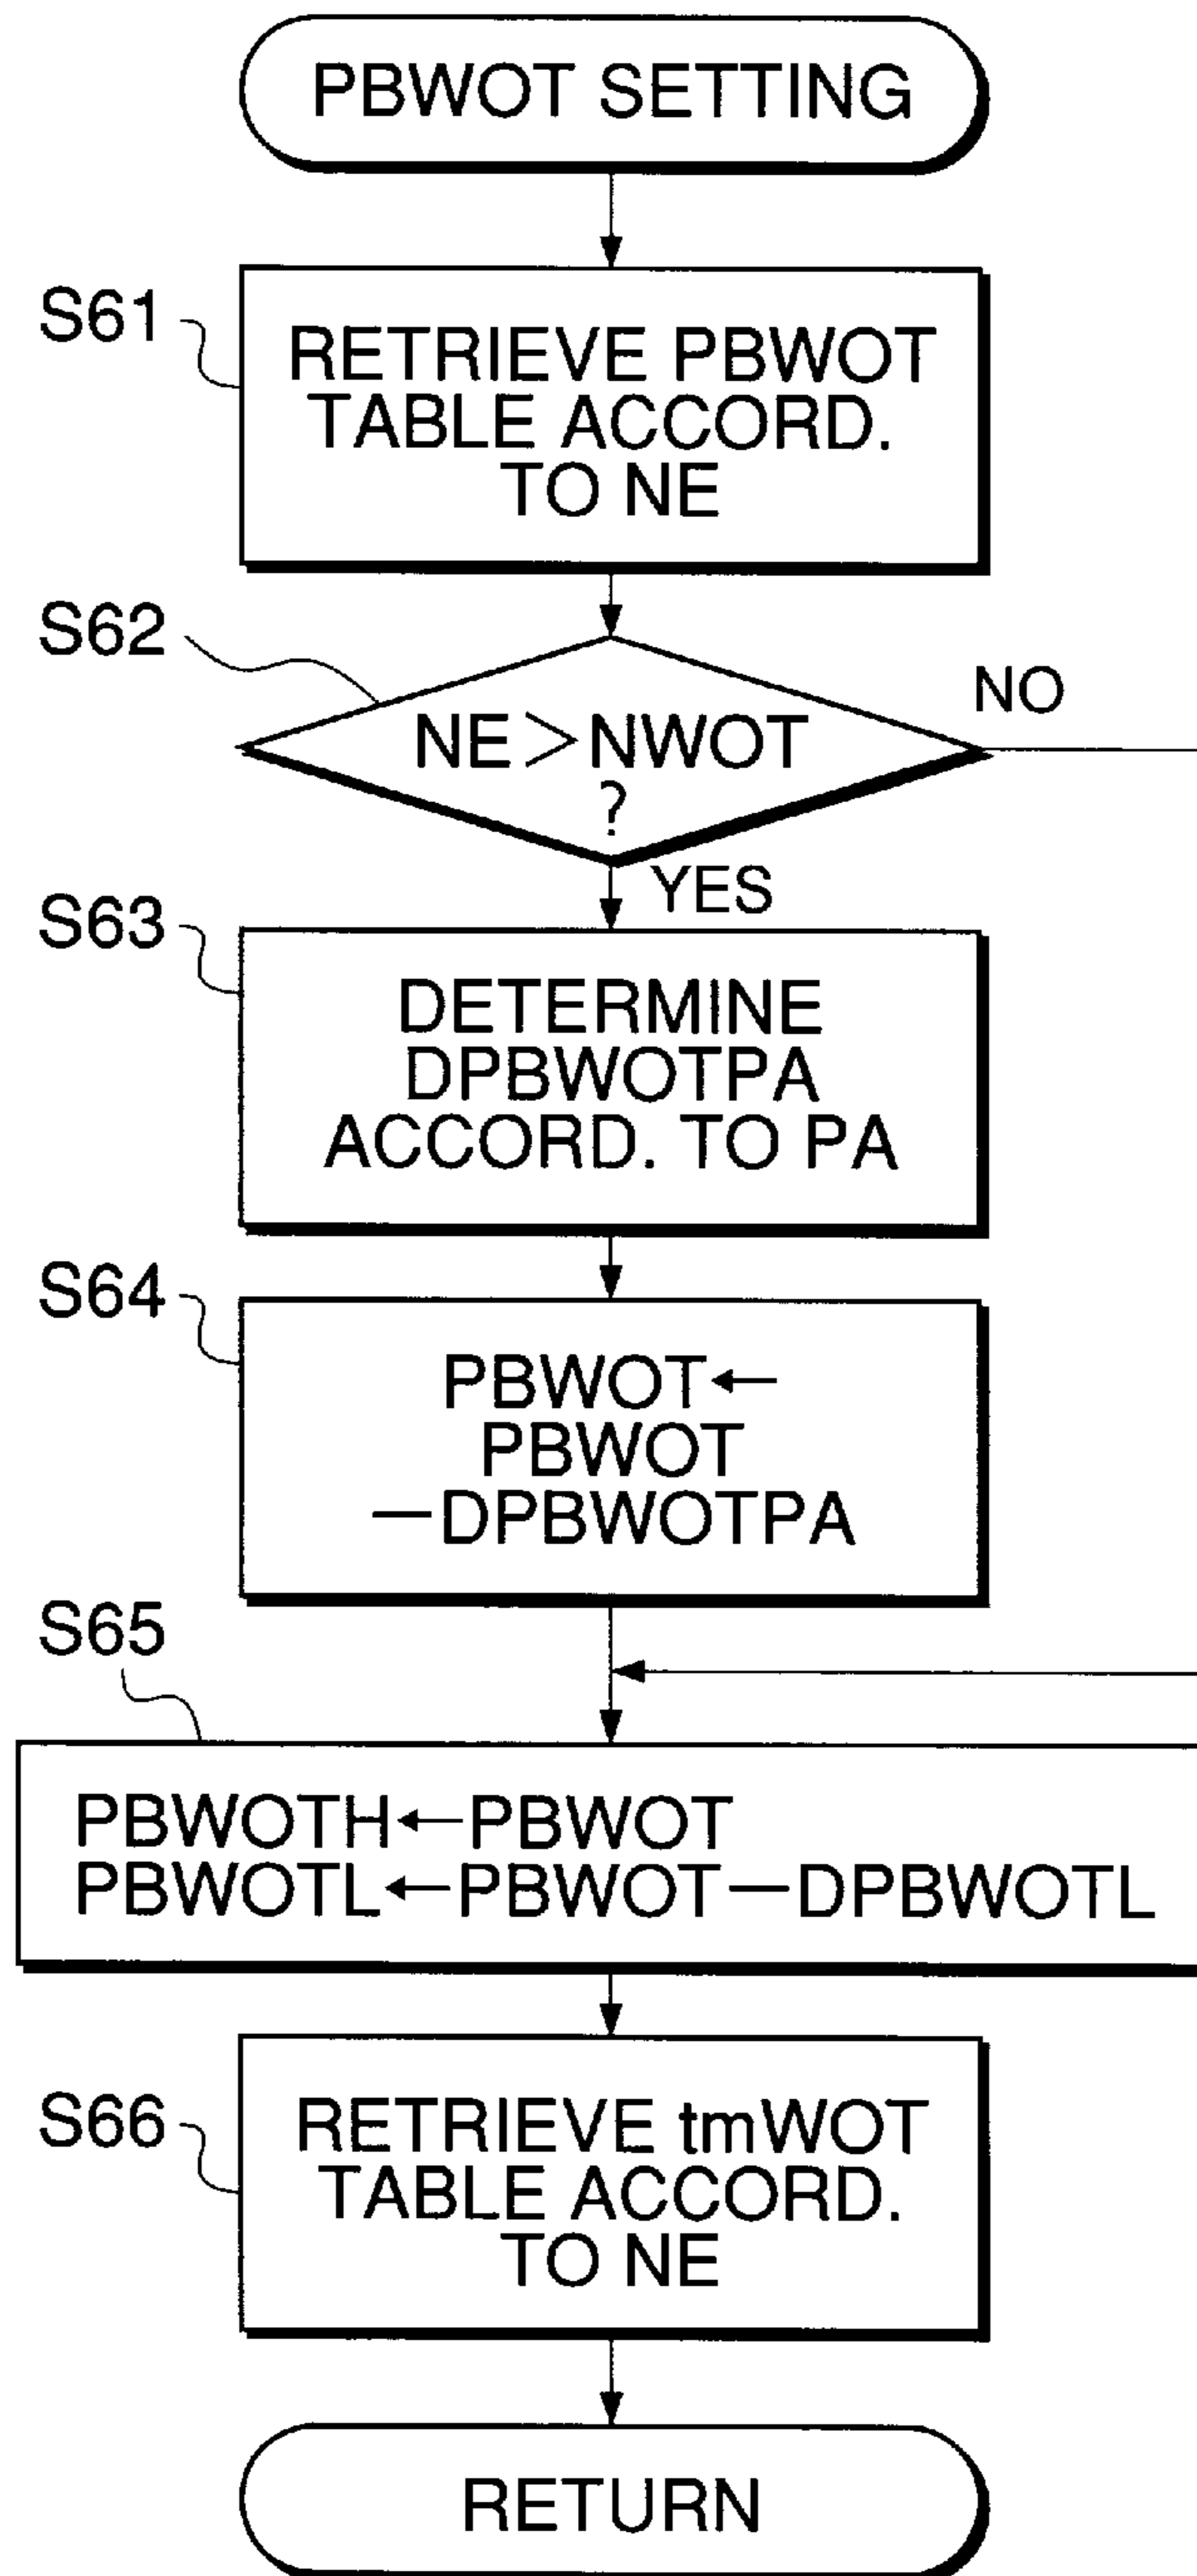 PBWOT SETTING
S61
RETRIEVE PBWOT
TABLE ACCORD.
TO NE
S62
NE>NWOT
?
NO
YES
S63
DETERMINE
DPBWOTPA
ACCORD. TO PA
S64
PBWOT←
PBWOT
—DPBWOTPA
S65
PBWOTH←PBWOT
PBWOTL←PBWOT—DPBWOTL
S66
RETRIEVE tmWOT
TABLE ACCORD.
TO NE
RETURN